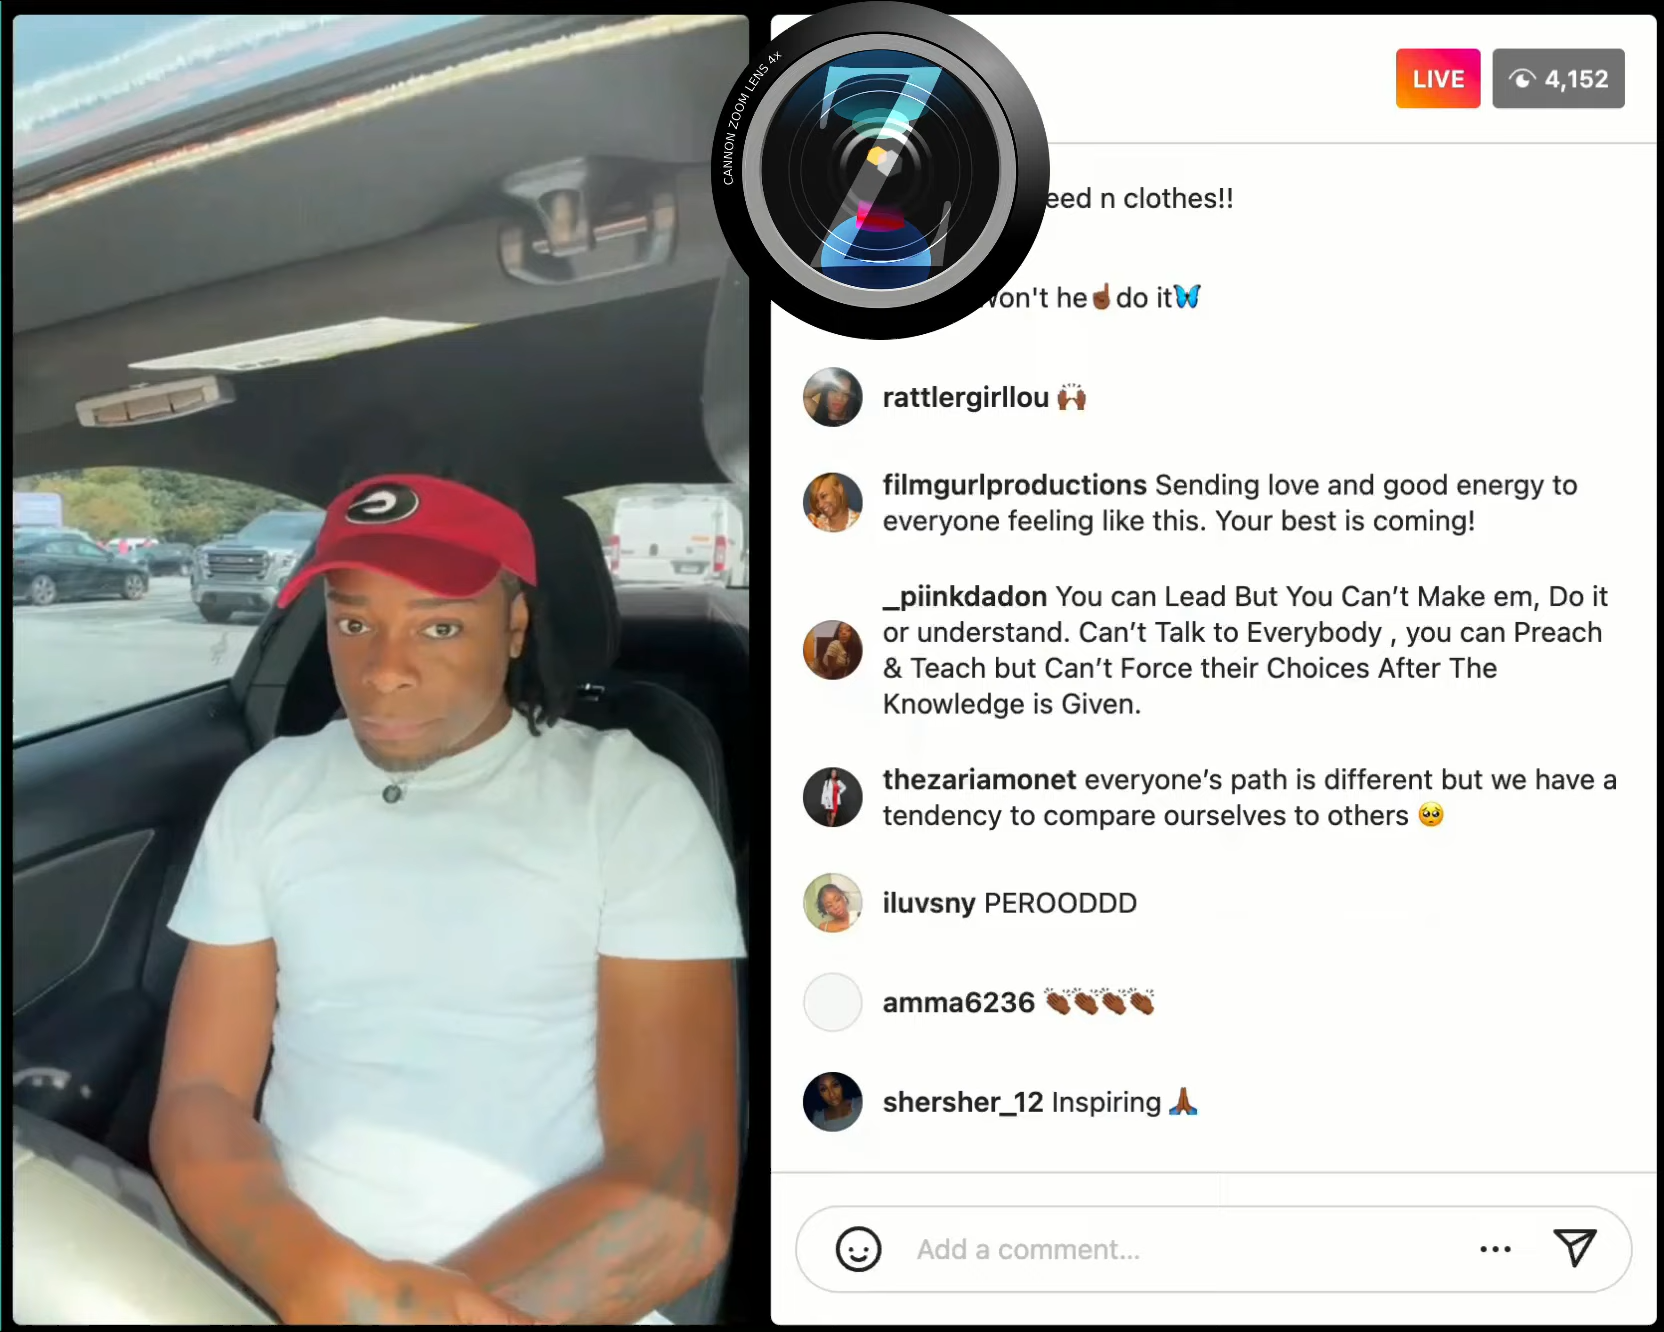 CANNON ZOOM LENS 4x
Z
LIVE 4,152
eed n clothes!!
won't he☝🏾do it🦋
rattlergirllou 🙌🏾
filmgurlproductions Sending love and good energy to
everyone feeling like this. Your best is coming!
_piinkdadon You can Lead But You Can’t Make em, Do it
or understand. Can’t Talk to Everybody , you can Preach
& Teach but Can’t Force their Choices After The
Knowledge is Given.
thezariamonet everyone’s path is different but we have a
tendency to compare ourselves to others 🥺
iluvsny PEROODDD
amma6236 👏🏾👏🏾👏🏾👏🏾
shersher_12 Inspiring 🙏🏾
Add a comment...
G